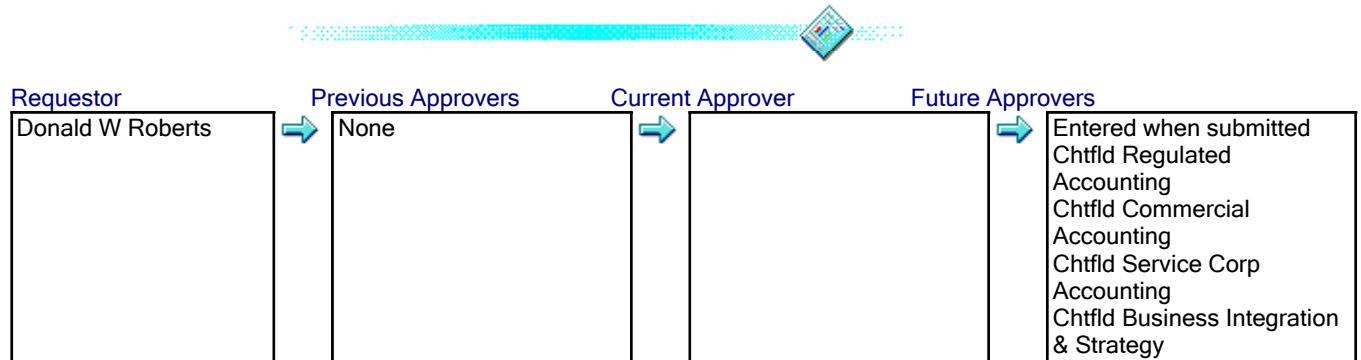 Requestor
Previous Approvers
Current Approver
Future Approvers
Donald W Roberts
None
Entered when submitted
Chtfld Regulated
Accounting
Chtfld Commercial
Accounting
Chtfld Service Corp
Accounting
Chtfld Business Integration
& Strategy